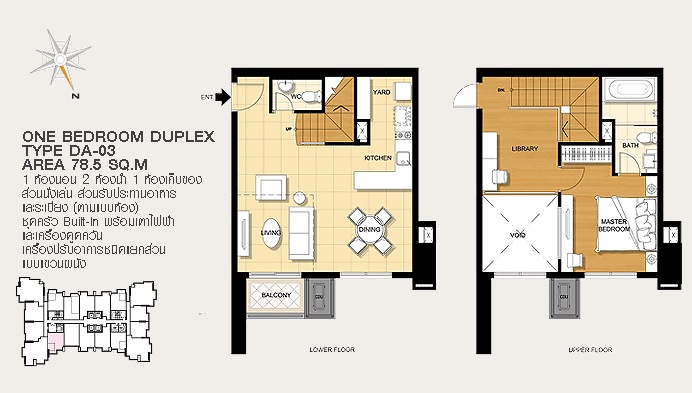 N
ONE BEDROOM DUPLEX
TYPE DA-03
AREA 78.5 SQ.M
1 ห้องนอน 2 ห้องน้ำ 1 ห้องเก็บของ
ส่วนนั่งเล่น ส่วนรับประทานอาหาร
และระเบียง (ตามแบบห้อง)
ชุดครัว Built-In พร้อมเตาไฟฟ้า
และเครื่องดูดควัน
เครื่องปรับอาคารชนิดแยกส่วน
แบบแขวนผนัง
ENT
WC
YARD
UP
KITCHEN
LIVING
DINING
BALCONY
CDU
LOWER FLOOR
DN.
LIBRARY
BATH
VOID
MASTER
BEDROOM
CDU
UPPER FLOOR